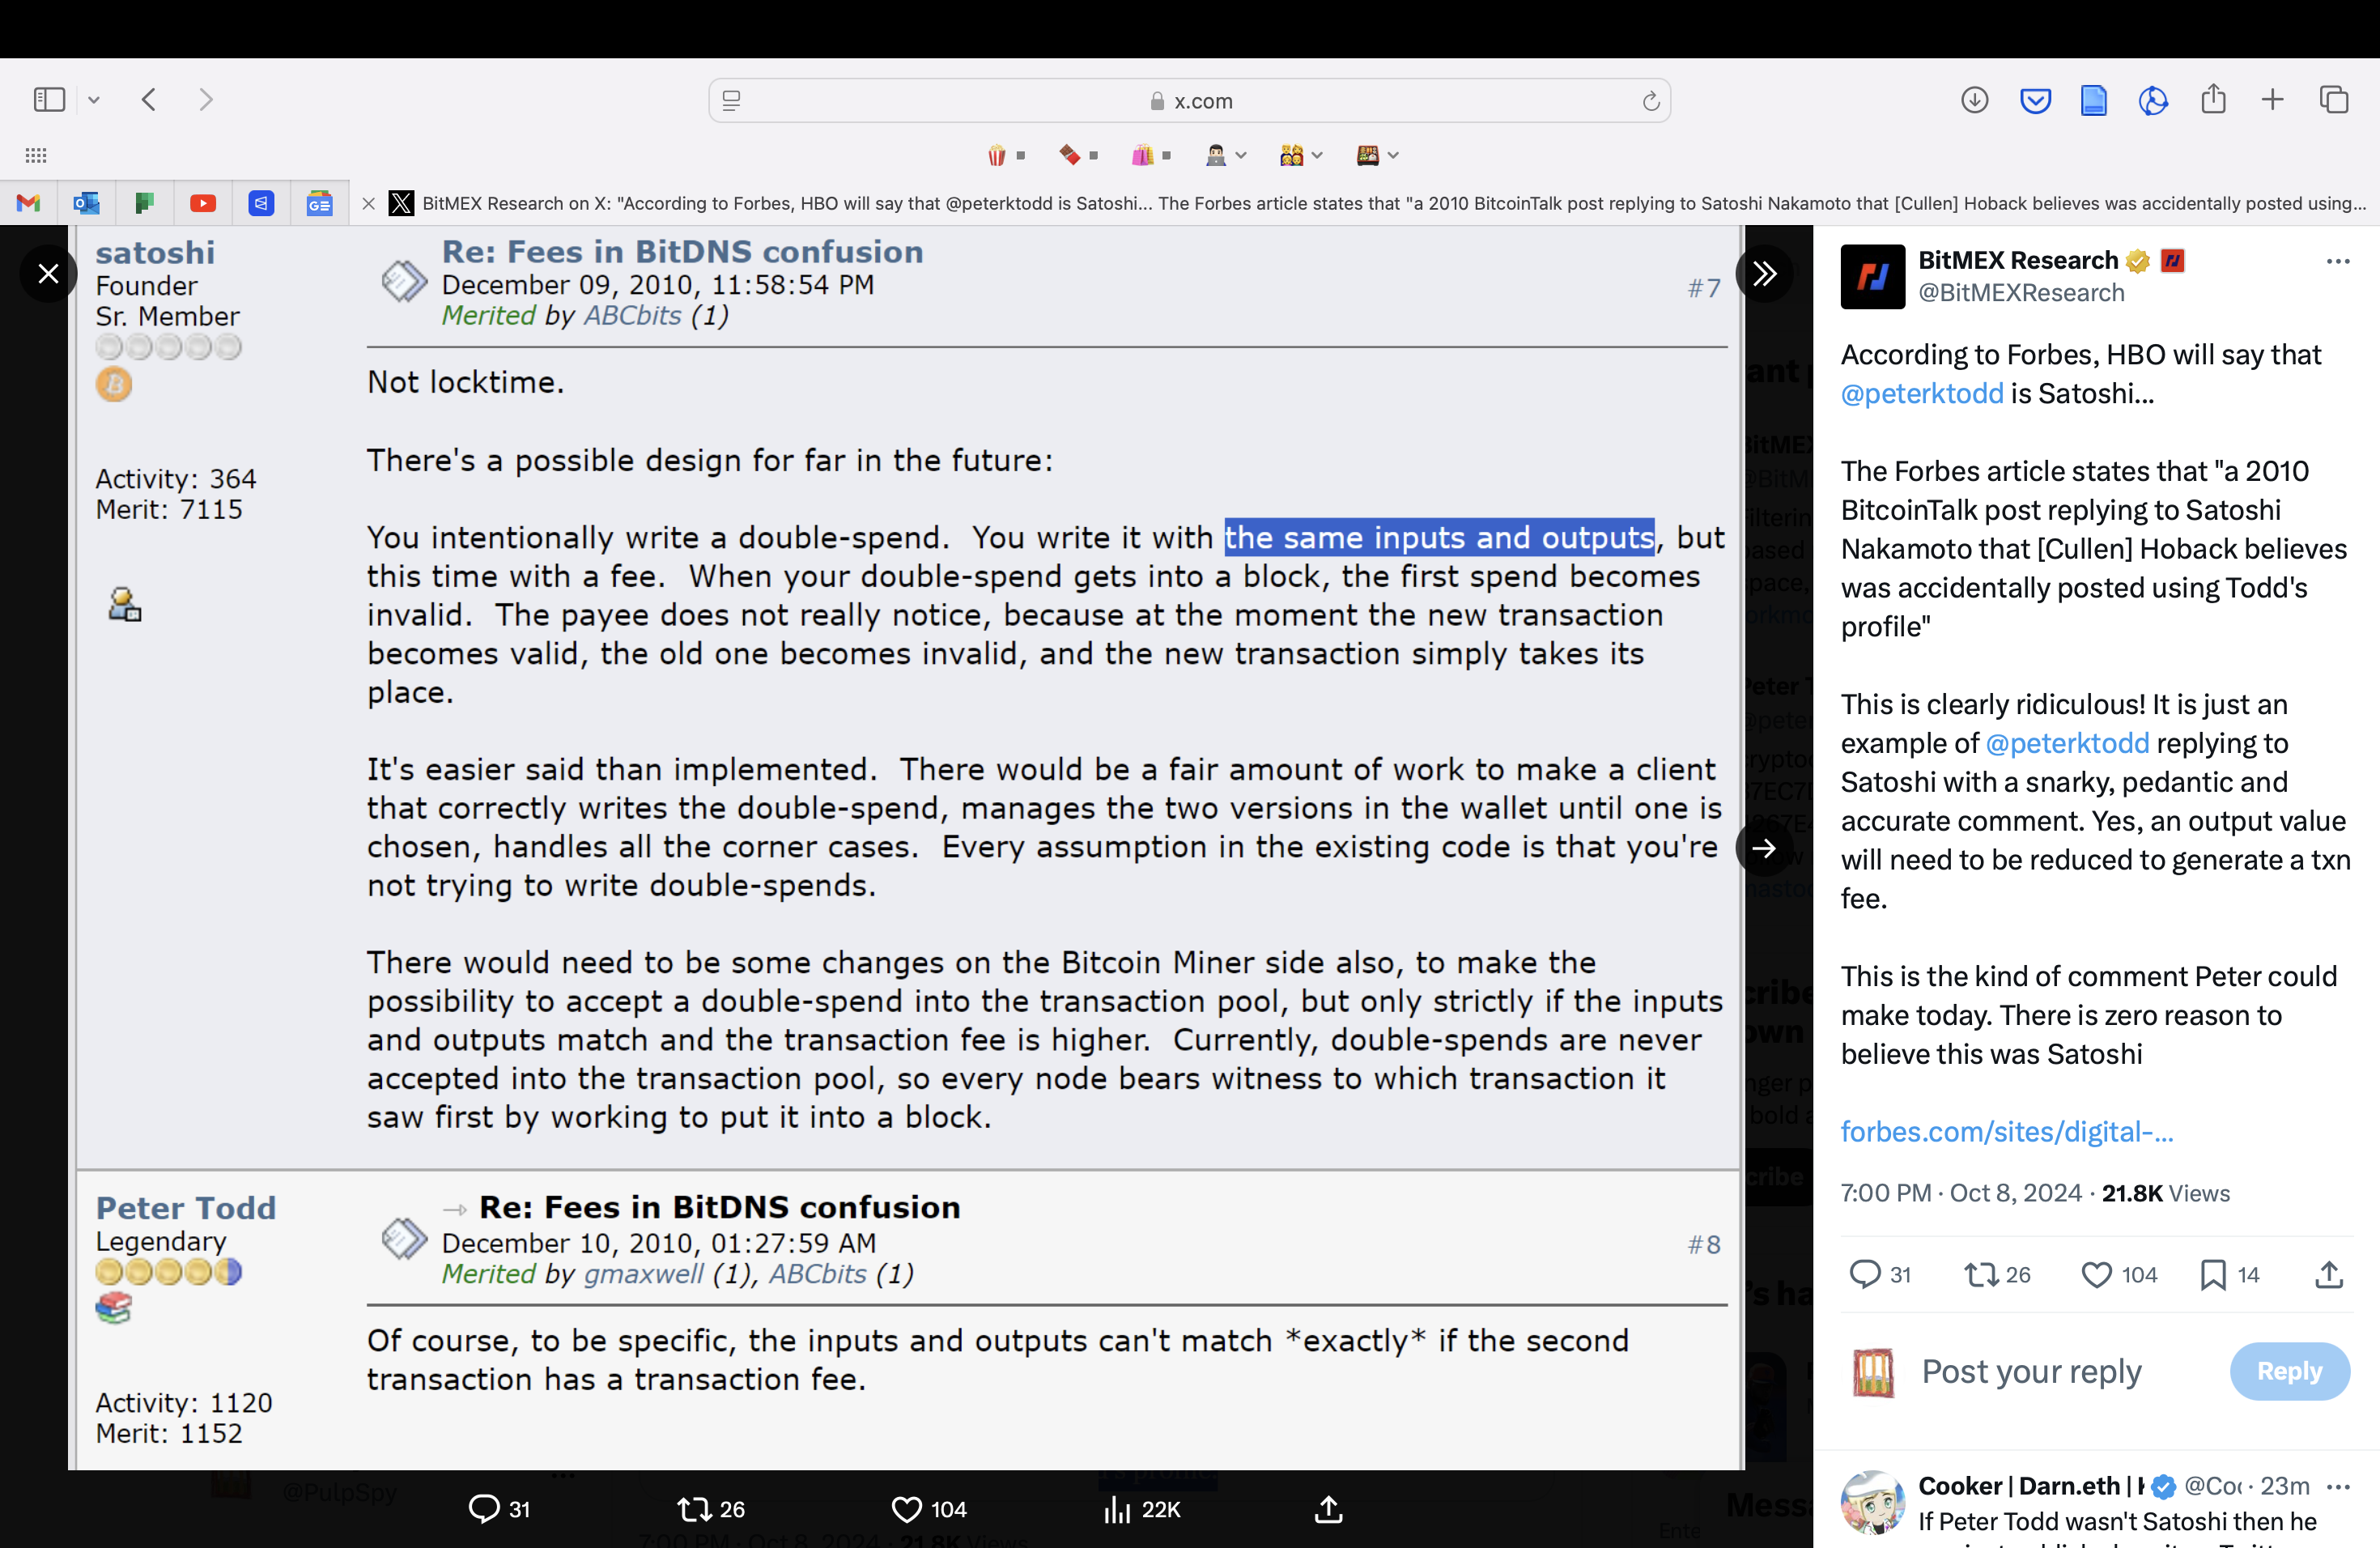 x.com
BitMEX Research on X: "According to Forbes, HBO will say that @peterktodd is Satoshi... The Forbes article states that "a 2010 BitcoinTalk post replying to Satoshi Nakamoto that [Cullen] Hoback believes was accidentally posted using...
satoshi
Founder
Sr. Member
Activity: 364
Merit: 7115
Re: Fees in BitDNS confusion
December 09, 2010, 11:58:54 PM
Merited by ABCbits (1)
#7
Not locktime.
There's a possible design for far in the future:
You intentionally write a double-spend.  You write it with the same inputs and outputs, but
this time with a fee.  When your double-spend gets into a block, the first spend becomes
invalid.  The payee does not really notice, because at the moment the new transaction
becomes valid, the old one becomes invalid, and the new transaction simply takes its
place.
It's easier said than implemented.  There would be a fair amount of work to make a client
that correctly writes the double-spend, manages the two versions in the wallet until one is
chosen, handles all the corner cases.  Every assumption in the existing code is that you're
not trying to write double-spends.
There would need to be some changes on the Bitcoin Miner side also, to make the
possibility to accept a double-spend into the transaction pool, but only strictly if the inputs
and outputs match and the transaction fee is higher.  Currently, double-spends are never
accepted into the transaction pool, so every node bears witness to which transaction it
saw first by working to put it into a block.
Peter Todd
Legendary
Activity: 1120
Merit: 1152
→ Re: Fees in BitDNS confusion
December 10, 2010, 01:27:59 AM
Merited by gmaxwell (1), ABCbits (1)
#8
Of course, to be specific, the inputs and outputs can't match *exactly* if the second
transaction has a transaction fee.
@PulpSpy
31 26 104 22K
BitMEX Research
@BitMEXResearch
According to Forbes, HBO will say that
@peterktodd is Satoshi...
The Forbes article states that "a 2010
BitcoinTalk post replying to Satoshi
Nakamoto that [Cullen] Hoback believes
was accidentally posted using Todd's
profile"
This is clearly ridiculous! It is just an
example of @peterktodd replying to
Satoshi with a snarky, pedantic and
accurate comment. Yes, an output value
will need to be reduced to generate a txn
fee.
This is the kind of comment Peter could
make today. There is zero reason to
believe this was Satoshi
forbes.com/sites/digital-...
7:00 PM · Oct 8, 2024 · 21.8K Views
31 26 104 14
Post your reply
Reply
Cooker | Darn.eth | @Coo · 23m
If Peter Todd wasn't Satoshi then he